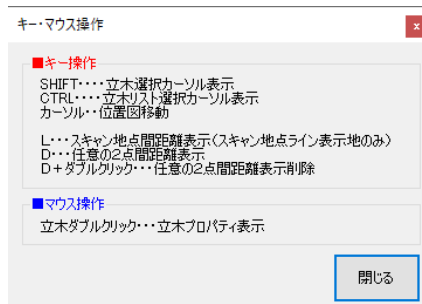 キー・マウス操作
x
■キー操作
SHIFT・・・・立木選択カーソル表示
CTRL・・・・立木リスト選択カーソル表示
カーソル・・位置図移動
L・・・スキャン地点間距離表示(スキャン地点ライン表示地のみ)
D・・・任意の2点間距離表示
D+ダブルクリック・・・任意の2点間距離表示削除
■マウス操作
立木ダブルクリック・・・立木プロパティ表示
閉じる